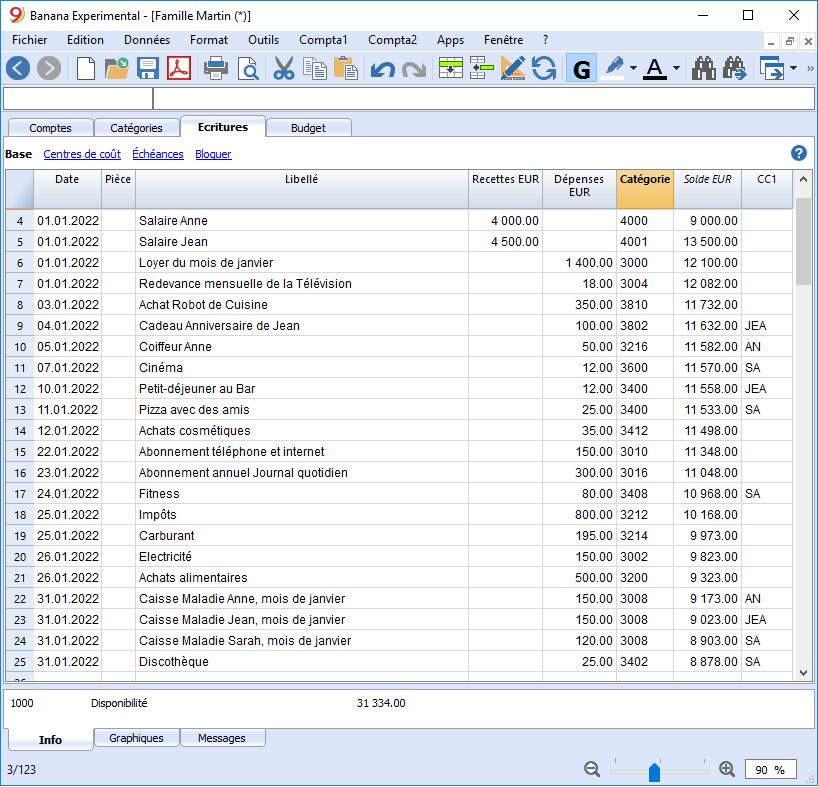 Banana Experimental - [Famille Martin (*)]
Fichier Edition Données Format Outils Compta1 Compta2 Apps Fenêtre ?
G A »
Comptes Catégories Ecritures Budget
Base Centres de coût Échéances Bloquer ?
Date Pièce Libellé Recettes EUR Dépenses EUR Catégorie Solde EUR CC1
4 01.01.2022 Salaire Anne 4 000.00 4000 9 000.00
5 01.01.2022 Salaire Jean 4 500.00 4001 13 500.00
6 01.01.2022 Loyer du mois de janvier 1 400.00 3000 12 100.00
7 01.01.2022 Redevance mensuelle de la Télévision 18.00 3004 12 082.00
8 03.01.2022 Achat Robot de Cuisine 350.00 3810 11 732.00
9 04.01.2022 Cadeau Anniversaire de Jean 100.00 3802 11 632.00 JEA
10 05.01.2022 Coiffeur Anne 50.00 3216 11 582.00 AN
11 07.01.2022 Cinéma 12.00 3600 11 570.00 SA
12 10.01.2022 Petit-déjeuner au Bar 12.00 3400 11 558.00 JEA
13 11.01.2022 Pizza avec des amis 25.00 3400 11 533.00 SA
14 12.01.2022 Achats cosmétiques 35.00 3412 11 498.00
15 22.01.2022 Abonnement téléphone et internet 150.00 3010 11 348.00
16 23.01.2022 Abonnement annuel Journal quotidien 300.00 3016 11 048.00
17 24.01.2022 Fitness 80.00 3408 10 968.00 SA
18 25.01.2022 Impôts 800.00 3212 10 168.00
19 25.01.2022 Carburant 195.00 3214 9 973.00
20 26.01.2022 Electricité 150.00 3002 9 823.00
21 26.01.2022 Achats alimentaires 500.00 3200 9 323.00
22 31.01.2022 Caisse Maladie Anne, mois de janvier 150.00 3008 9 173.00 AN
23 31.01.2022 Caisse Maladie Jean, mois de janvier 150.00 3008 9 023.00 JEA
24 31.01.2022 Caisse Maladie Sarah, mois de janvier 120.00 3008 8 903.00 SA
25 31.01.2022 Discothèque 25.00 3402 8 878.00 SA
1000 Disponibilité 31 334.00
Info Graphiques Messages
3/123 90 %